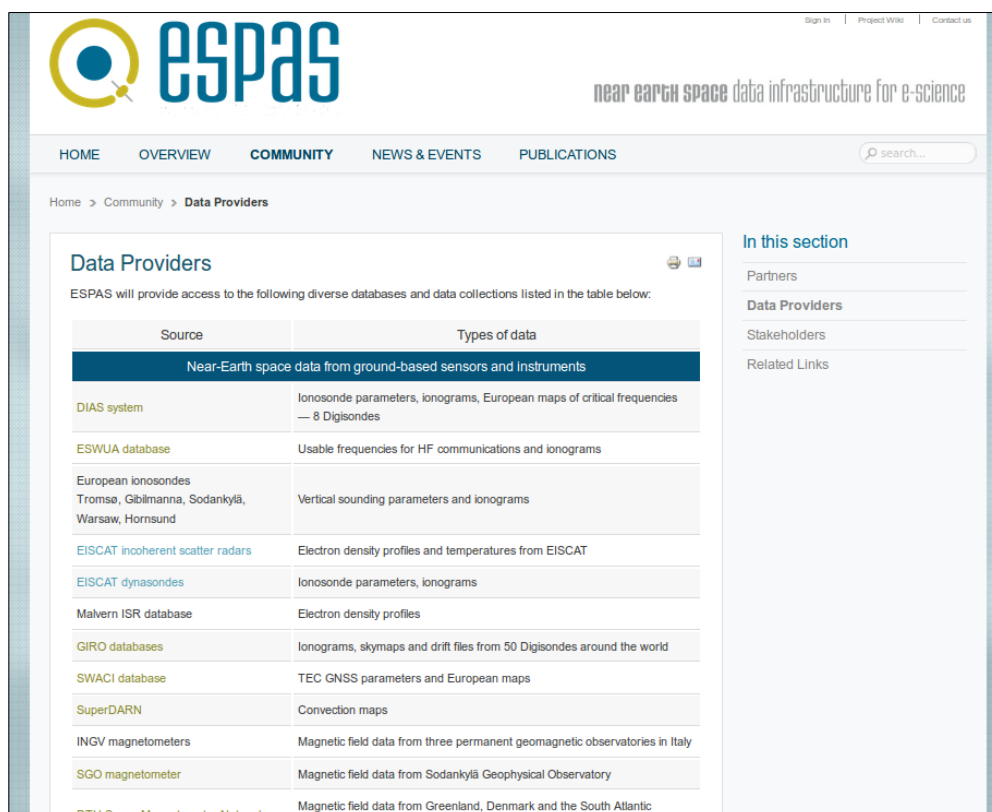 Sign In | Project Wiki | Contact us
espas
near earth space data infrastructure for e-science
HOME OVERVIEW COMMUNITY NEWS & EVENTS PUBLICATIONS search...
Home > Community > Data Providers
Data Providers
ESPAS will provide access to the following diverse databases and data collections listed in the table below:
Source Types of data
Near-Earth space data from ground-based sensors and instruments
DIAS system Ionosonde parameters, ionograms, European maps of critical frequencies
— 8 Digisondes
ESWUA database Usable frequencies for HF communications and ionograms
European ionosondes
Tromsø, Gibilmanna, Sodankylä,
Warsaw, Hornsund
Vertical sounding parameters and ionograms
EISCAT incoherent scatter radars Electron density profiles and temperatures from EISCAT
EISCAT dynasondes Ionosonde parameters, ionograms
Malvern ISR database Electron density profiles
GIRO databases Ionograms, skymaps and drift files from 50 Digisondes around the world
SWACI database TEC GNSS parameters and European maps
SuperDARN Convection maps
INGV magnetometers Magnetic field data from three permanent geomagnetic observatories in Italy
SGO magnetometer Magnetic field data from Sodankylä Geophysical Observatory
Magnetic field data from Greenland, Denmark and the South Atlantic
In this section
Partners
Data Providers
Stakeholders
Related Links